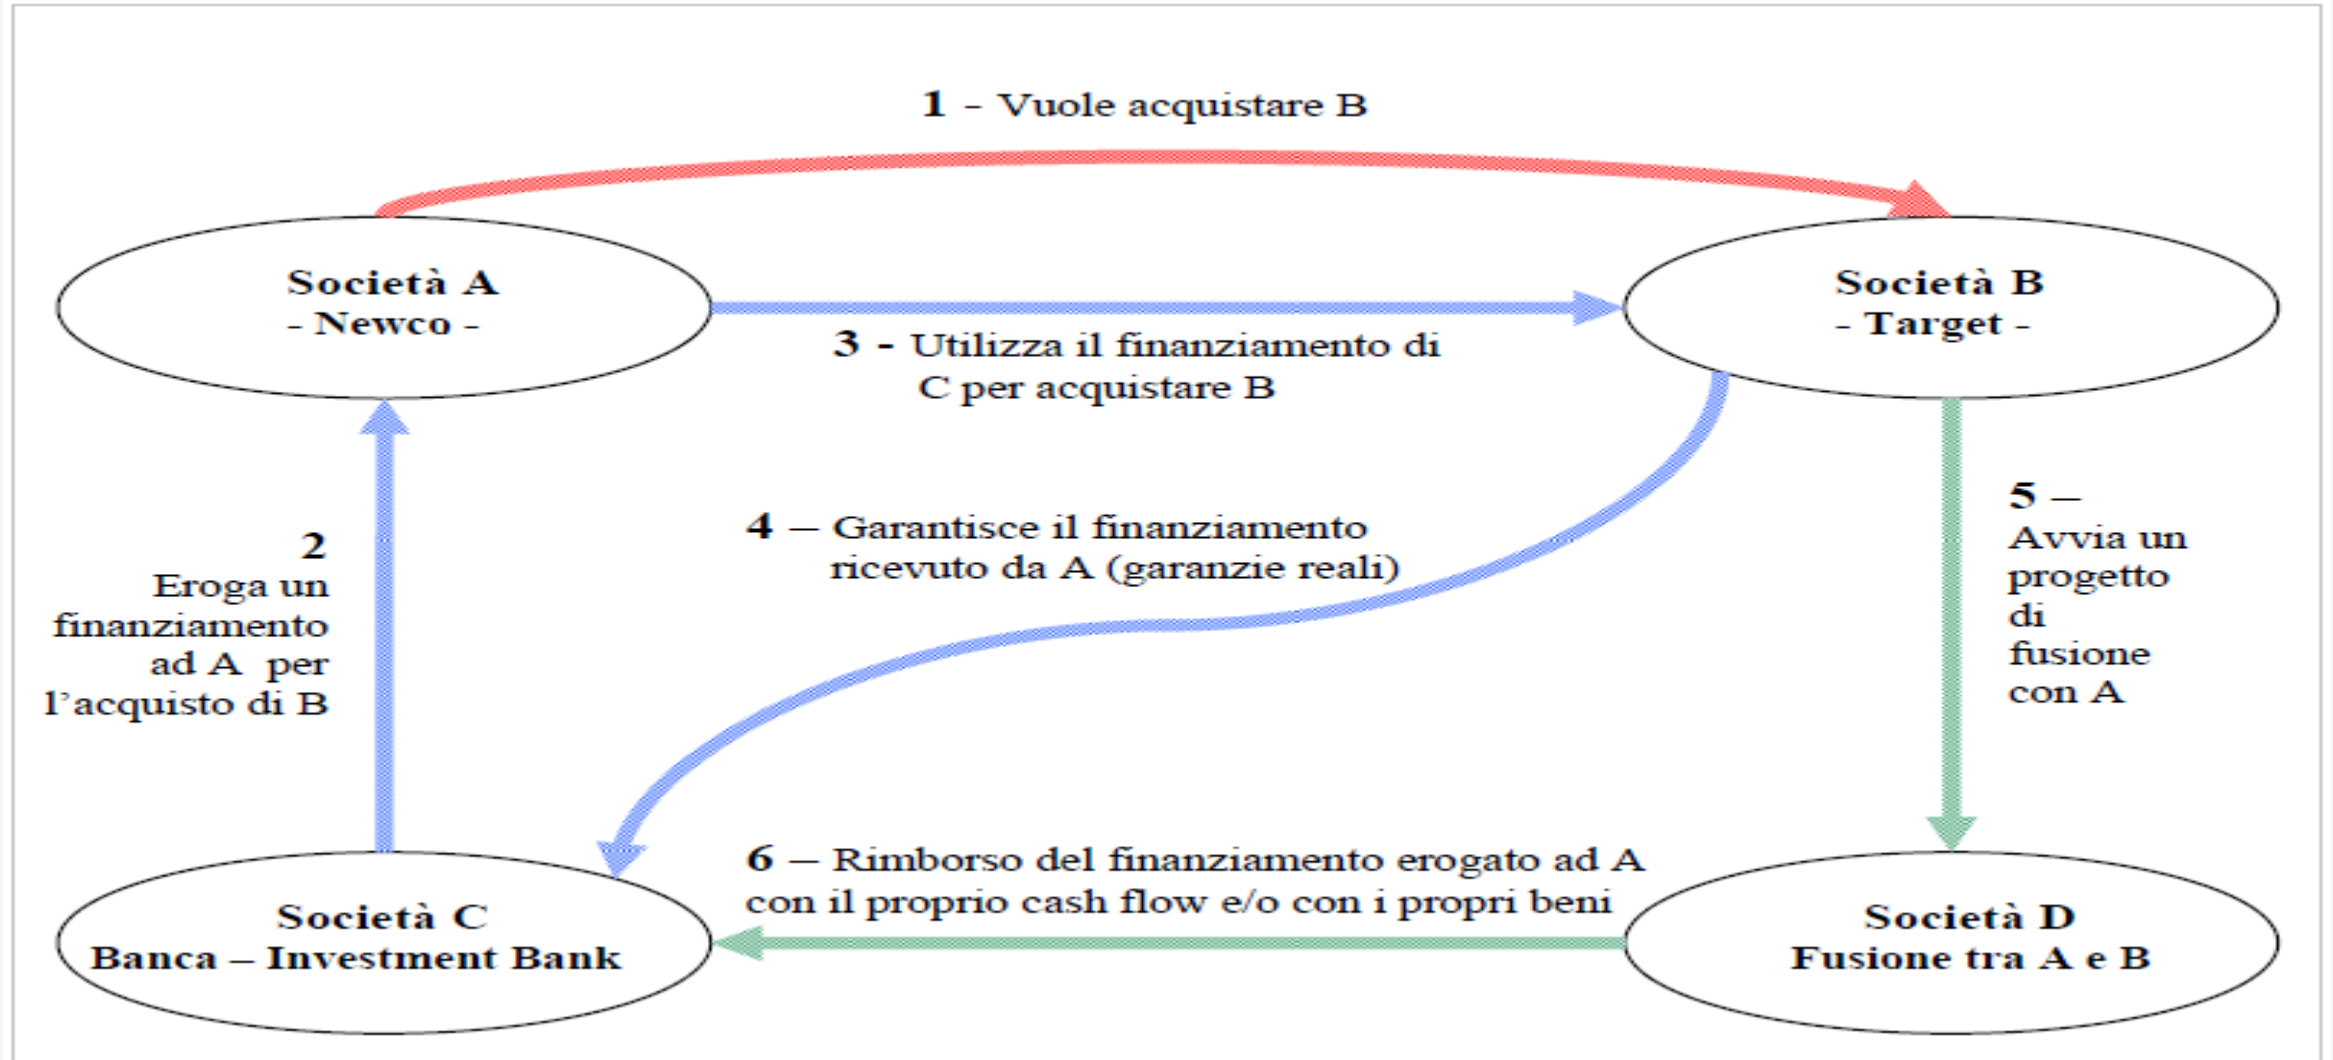 1 - Vuole acquistare B
Società A
- Newco -
Società B
- Target -
3 - Utilizza il finanziamento di
C per acquistare B
2
Eroga un
finanziamento
ad A per
l’acquisto di B
4 – Garantisce il finanziamento
ricevuto da A (garanzie reali)
5 –
Avvia un
progetto
di
fusione
con A
6 – Rimborso del finanziamento erogato ad A
con il proprio cash flow e/o con i propri beni
Società C
Banca – Investment Bank
Società D
Fusione tra A e B